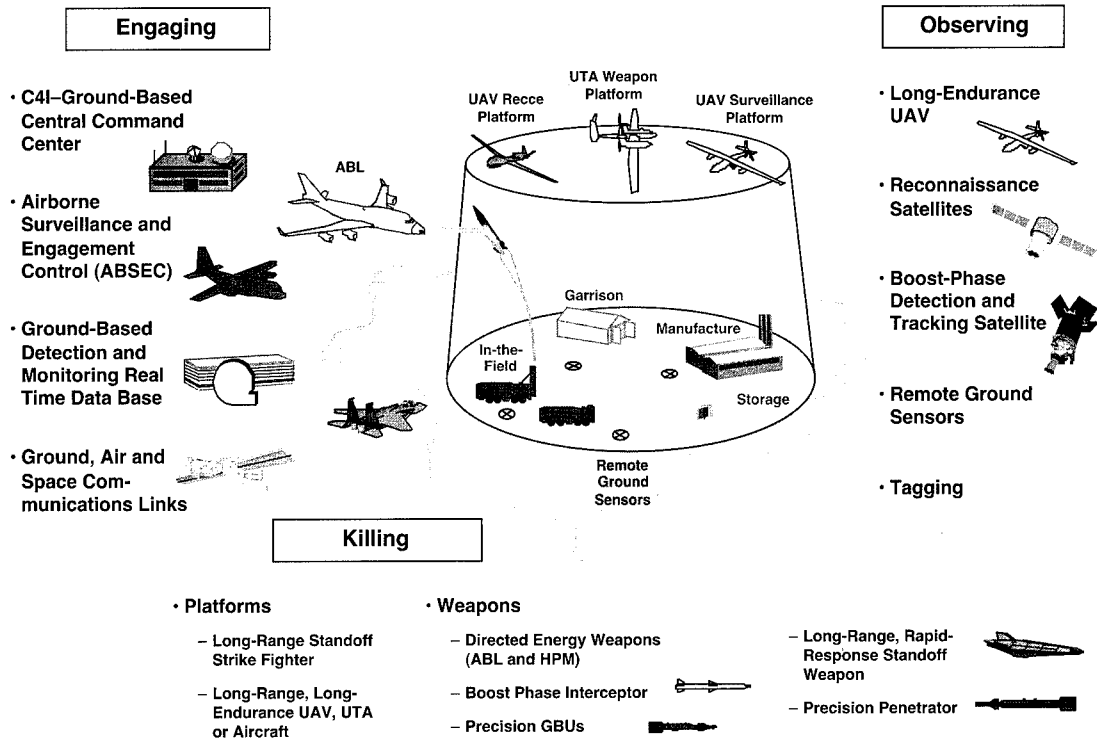 Engaging
· C4I–Ground-Based
Central Command
Center
· Airborne
Surveillance and
Engagement
Control (ABSEC)
· Ground-Based
Detection and
Monitoring Real
Time Data Base
· Ground, Air and
Space Com-
munications Links
ABL
UAV Recce
Platform
UTA Weapon
Platform
UAV Surveillance
Platform
Garrison
Manufacture
In-the-
Field
Storage
Remote
Ground
Sensors
Observing
· Long-Endurance
UAV
· Reconnaissance
Satellites
· Boost-Phase
Detection and
Tracking Satellite
· Remote Ground
Sensors
· Tagging
Killing
· Platforms
– Long-Range Standoff
Strike Fighter
– Long-Range, Long-
Endurance UAV, UTA
or Aircraft
· Weapons
– Directed Energy Weapons
(ABL and HPM)
– Boost Phase Interceptor
– Precision GBUs
– Long-Range, Rapid-
Response Standoff
Weapon
– Precision Penetrator